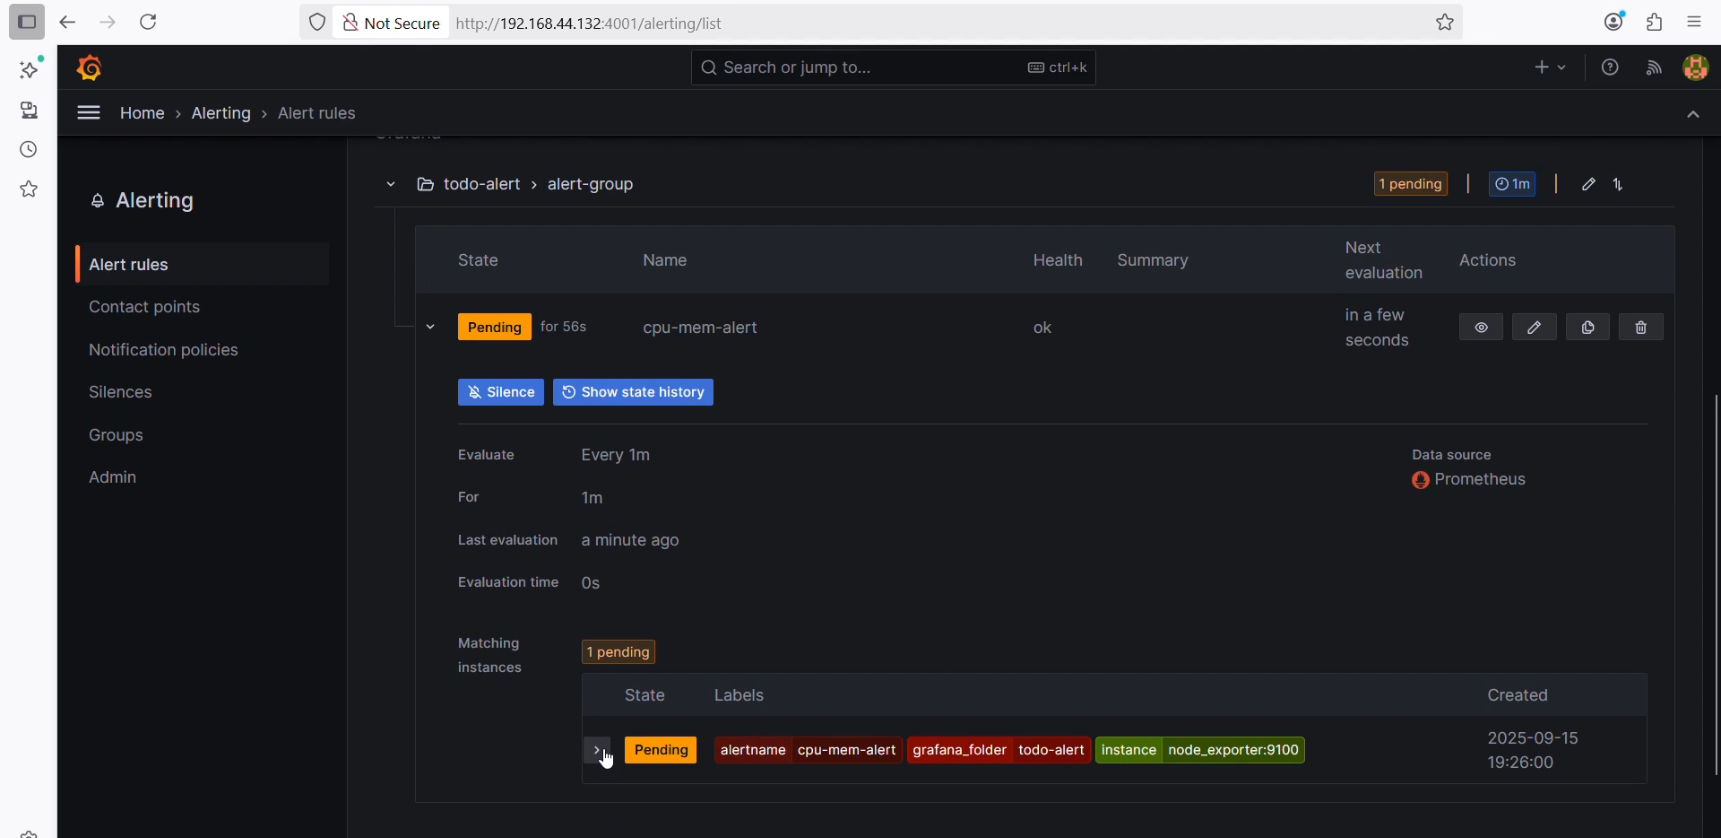 Not Secure http://192.168.44.132:4001/alerting/list
Search or jump to... ctrl+k
Home › Alerting › Alert rules
Alerting
Alert rules
Contact points
Notification policies
Silences
Groups
Admin
todo-alert › alert-group 1 pending | 1m |
State Name Health Summary Next evaluation Actions
Pending for 56s cpu-mem-alert ok in a few seconds
Silence Show state history
Evaluate Every 1m Data source
Prometheus
For 1m
Last evaluation a minute ago
Evaluation time 0s
Matching instances 1 pending
State Labels Created
Pending alertname cpu-mem-alert grafana_folder todo-alert instance node_exporter:9100 2025-09-15
19:26:00